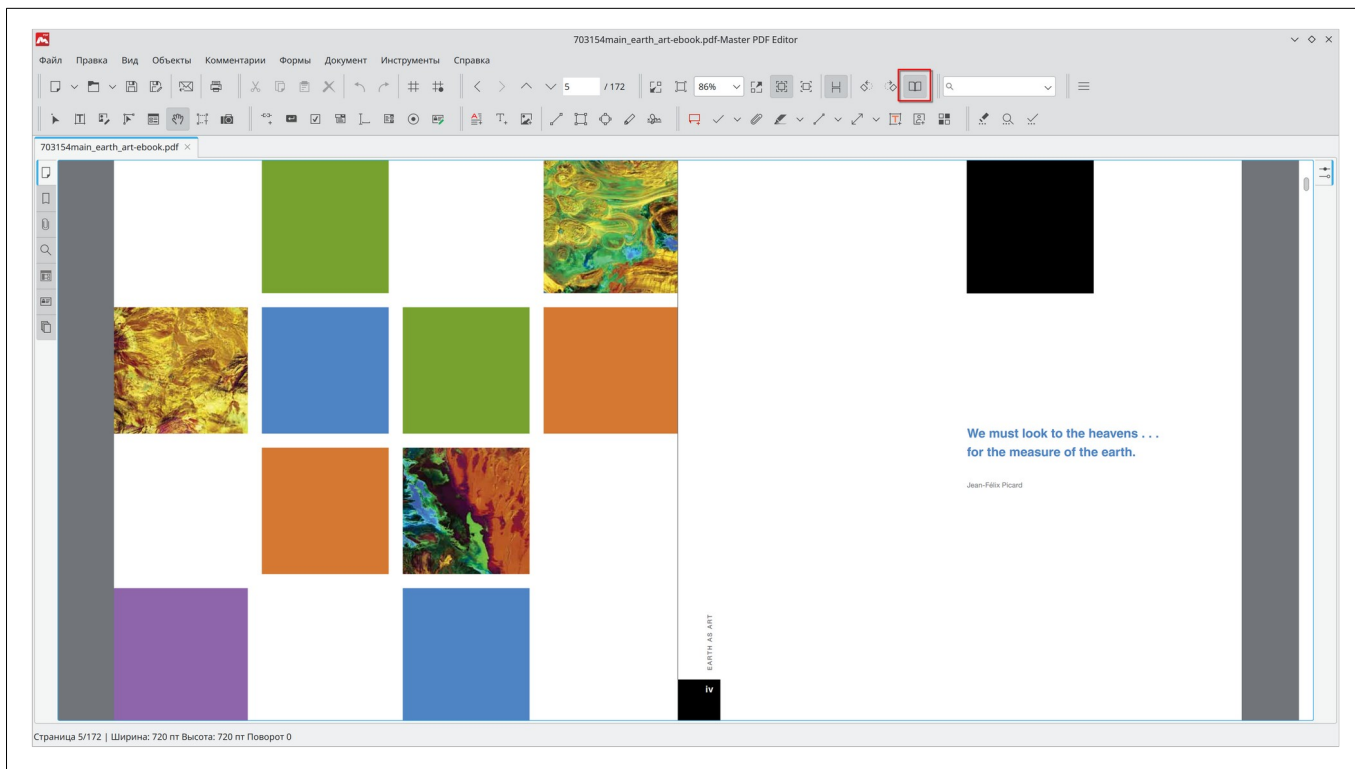 703154main_earth_art-ebook.pdf-Master PDF Editor
Файл Правка Вид Объекты Комментарии Формы Документ Инструменты Справка
5 / 172 86%
703154main_earth_art-ebook.pdf
We must look to the heavens . . .
for the measure of the earth.
Jean-Félix Picard
EARTH AS ART
iv
Страница 5/172 | Ширина: 720 пт Высота: 720 пт Поворот 0